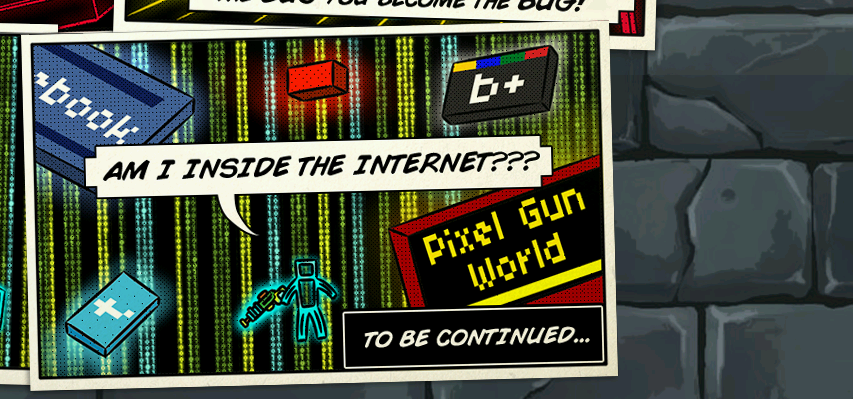 YOU BECOME THE BUG!
book
b+
AM I INSIDE THE INTERNET???
Pixel Gun
World
t.
TO BE CONTINUED...